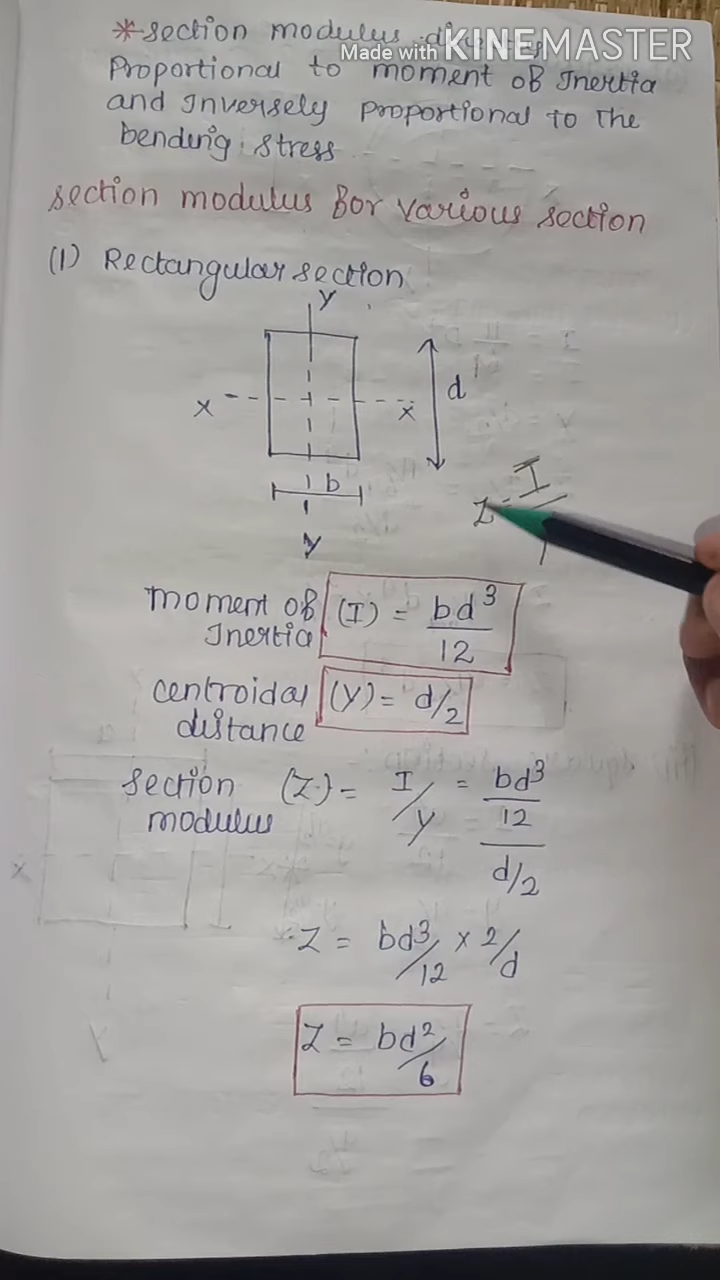 *section modulus
Made with KINEMASTER
Proportional to moment of Inertia
and Inversely proportional to the
bending stress
section modulus For various section
(1) Rectangular section
y
x x d
b
y
Z = I
moment of (I) = bd³/12
Inertia
centroidal (y) = d/2
distance
section (Z) = I/y = bd³/12 / d/2
modulus
Z = bd³/12 × 2/d
Z = bd²/6